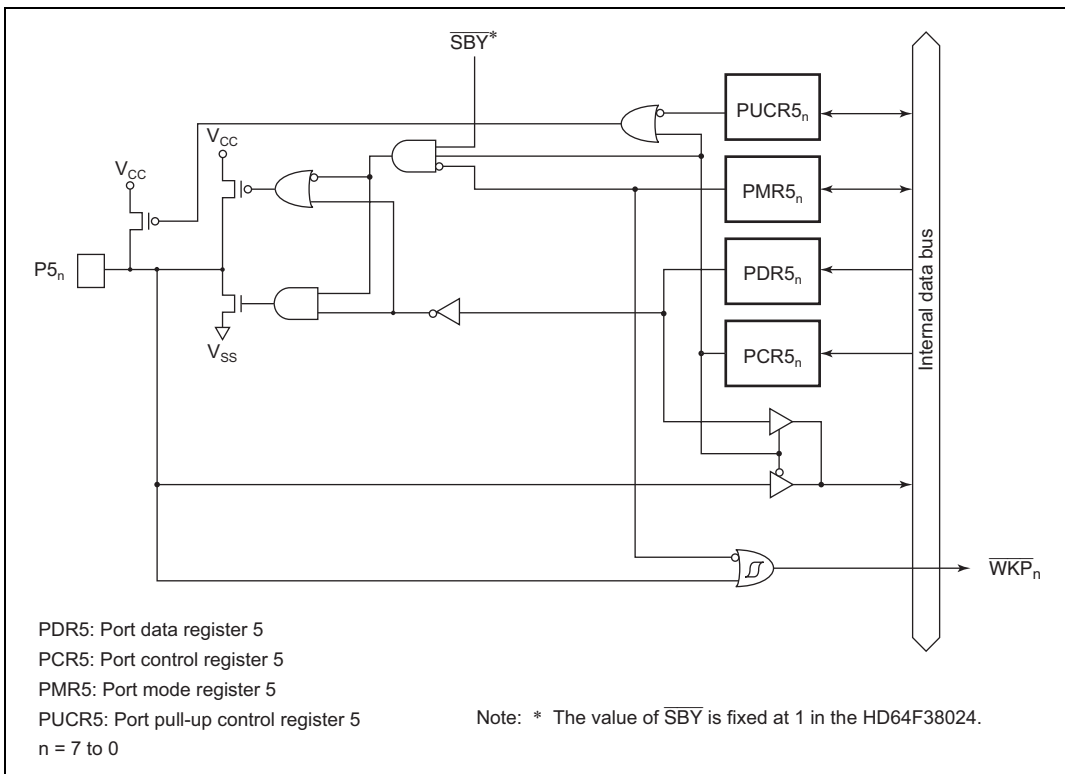 SBY*
PUCR5n
VCC
VCC
PMR5n
P5n
PDR5n
VSS
PCR5n
Internal data bus
WKPn
PDR5: Port data register 5
PCR5: Port control register 5
PMR5: Port mode register 5
PUCR5: Port pull-up control register 5
n = 7 to 0
Note: * The value of SBY is fixed at 1 in the HD64F38024.